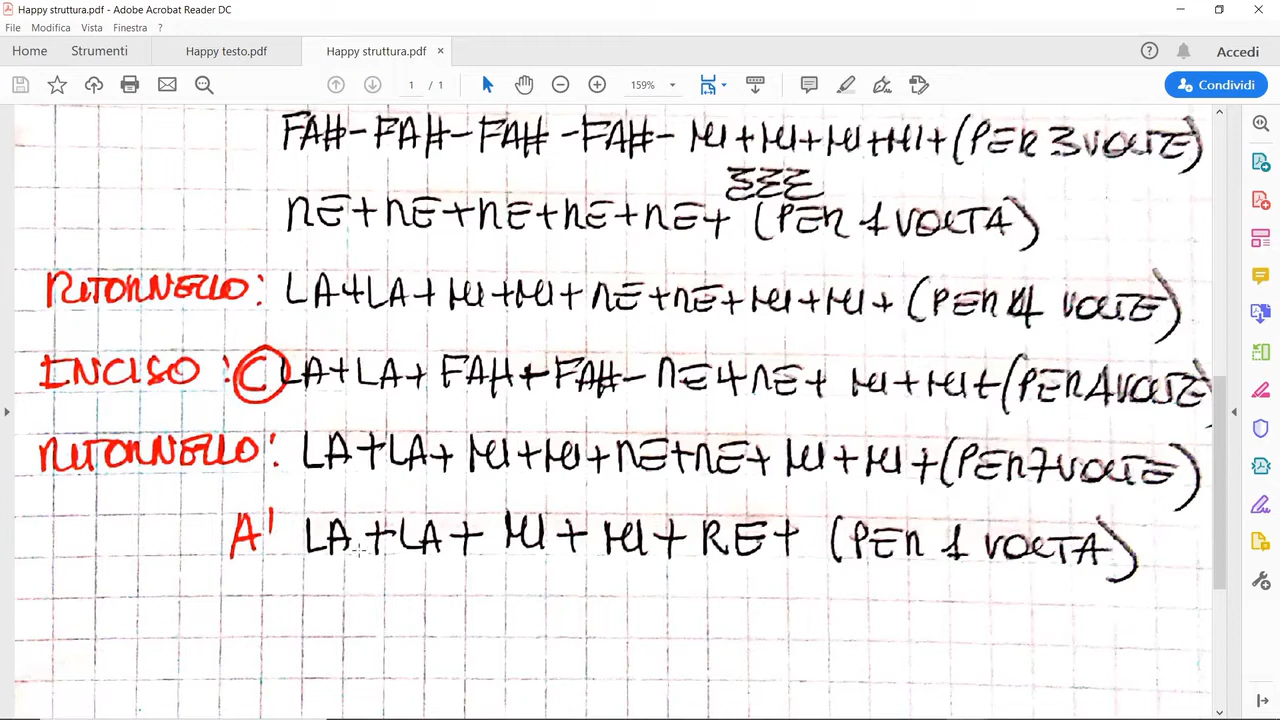 Happy struttura.pdf - Adobe Acrobat Reader DC
File Modifica Vista Finestra ?
Home Strumenti Happy testo.pdf Happy struttura.pdf × Accedi
1 / 1 159% Condividi
FA#- FA#- FA# -FA#- MI+MI+MI+MI+(PER 3 VOLTE)
RE+RE+RE+RE+RE+ (PER 1 VOLTA)
RITORNELLO: LA+LA+ MI+MI+ RE+RE+ MI+MI+ (PER 4 VOLTE)
INCISO: C LA+LA+ FA#- FA#- RE+RE+ MI+MI+(PER 4 VOLTE)
RITORNELLO: LA+LA+ MI+MI+RE+RE+ MI+MI+(PER 7 VOLTE)
A' LA+LA+ MI+ MI+ RE+ (PER 1 VOLTA)